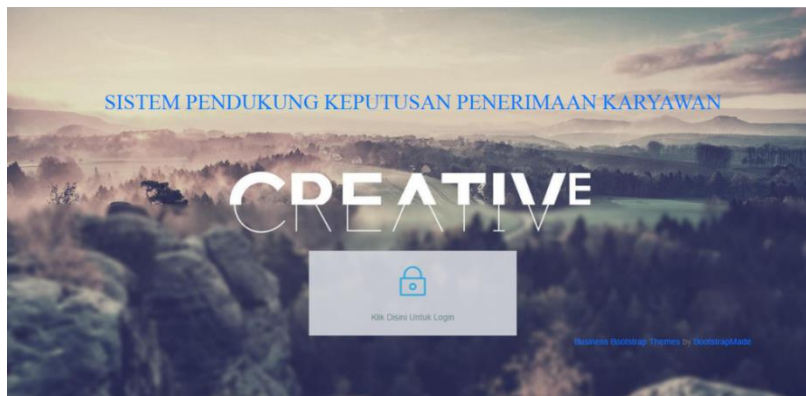 SISTEM PENDUKUNG KEPUTUSAN PENERIMAAN KARYAWAN
CREATIVE
Klik Disini Untuk Login
Business Bootstrap Themes by BootstrapMade